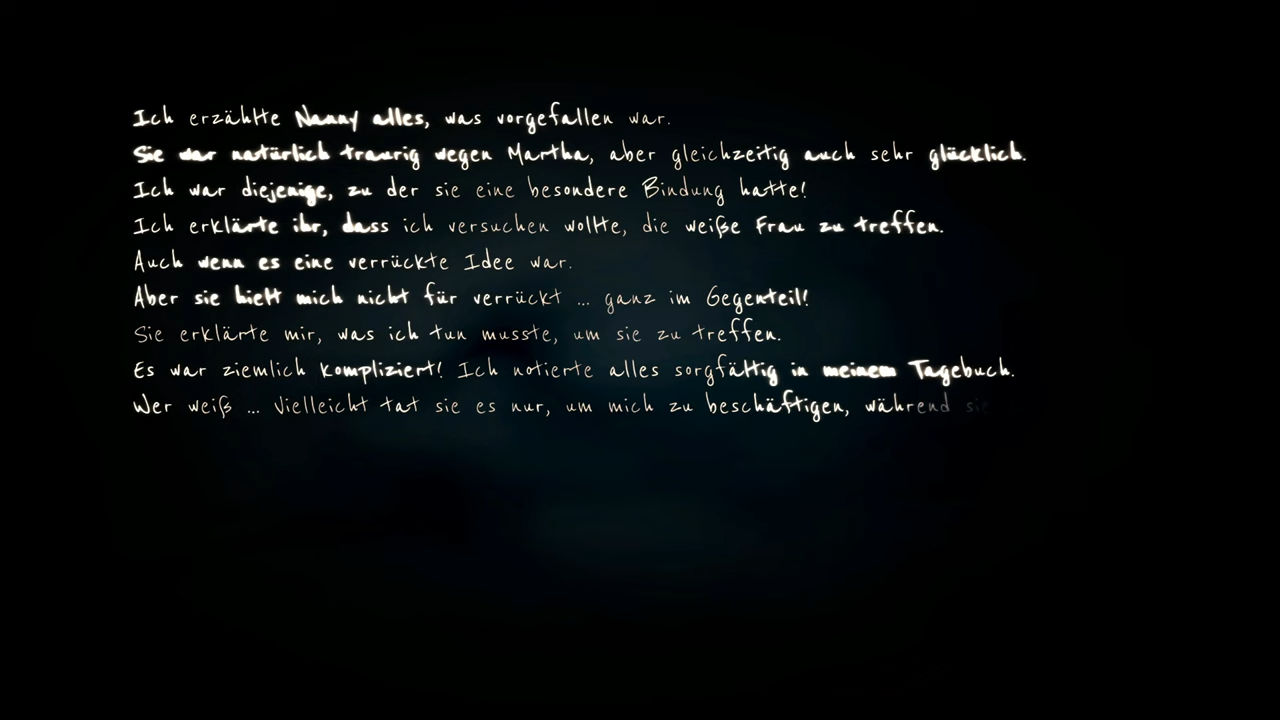 Ich erzählte Nanny alles, was vorgefallen war.
Sie war natürlich traurig wegen Martha, aber gleichzeitig auch sehr glücklich.
Ich war diejenige, zu der sie eine besondere Bindung hatte!
Ich erklärte ihr, dass ich versuchen wollte, die weiße Frau zu treffen.
Auch wenn es eine verrückte Idee war.
Aber sie hielt mich nicht für verrückt ... ganz im Gegenteil!
Sie erklärte mir, was ich tun musste, um sie zu treffen.
Es war ziemlich kompliziert! Ich notierte alles sorgfältig in meinem Tagebuch.
Wer weiß ... Vielleicht tat sie es nur, um mich zu beschäftigen, während sie